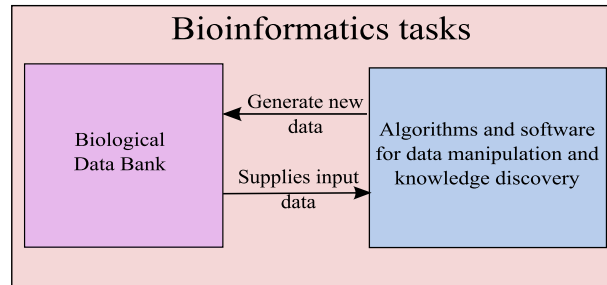 Bioinformatics tasks
Biological
Data Bank
Generate new
data
Supplies input
data
Algorithms and software
for data manipulation and
knowledge discovery